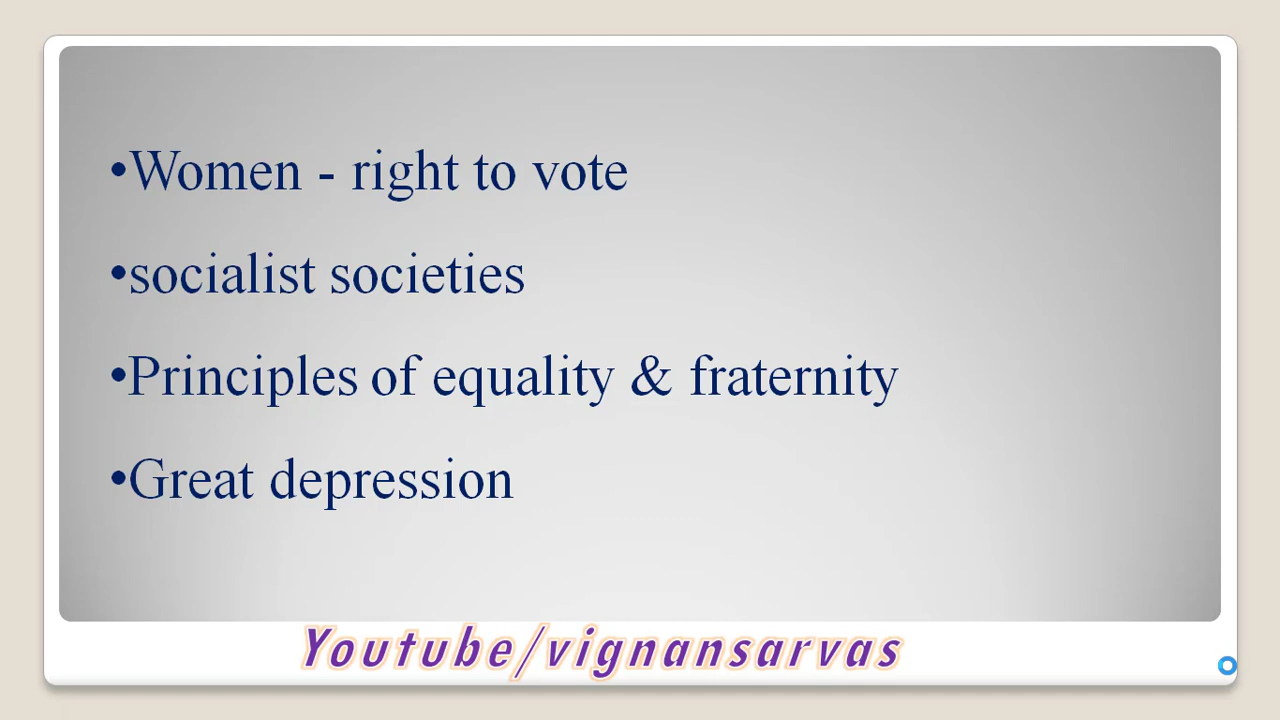 •Women - right to vote
•socialist societies
•Principles of equality & fraternity
•Great depression
Youtube/vignansarvas